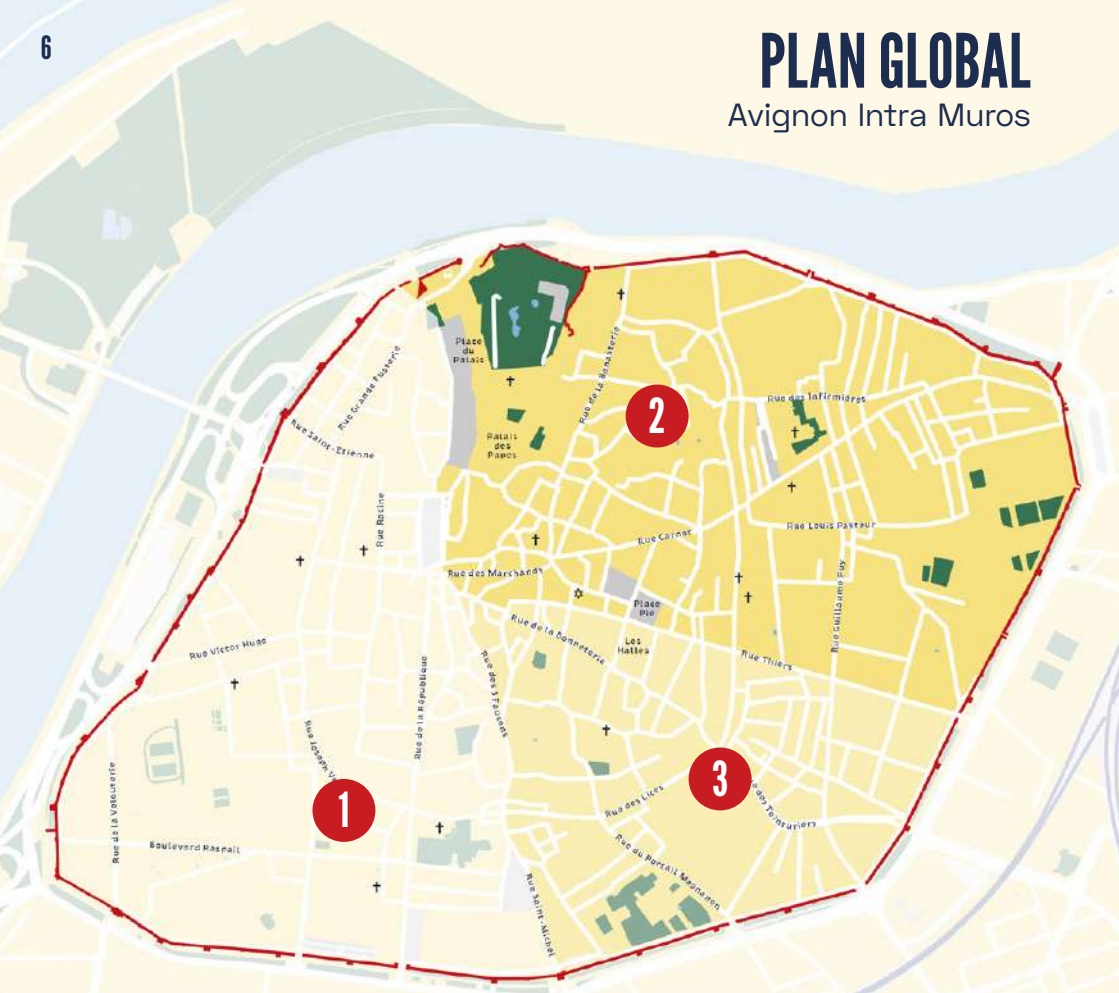 6
PLAN GLOBAL
Avignon Intra Muros
Place
du
Palais
Rue Grande Fusterie
Rue de la Banasterie
Rue des Infirmières
2
Rue Saint-Etienne
Palais
des
Papes
Rue Racine
Rue Louis Pasteur
Rue Carnot
Rue des Marchands
Place
Pie
Rue Guillaume Puy
Rue de la Bonneterie
Les
Halles
Rue Victor Hugo
Rue Thiers
Rue de la République
Rue des 3 Faucons
Rue Joseph V
3
1
Rue des Lices
des Teinturiers
Rue de la Velouterie
Boulevard Raspail
Rue du Portail Magnanen
Rue Saint-Michel